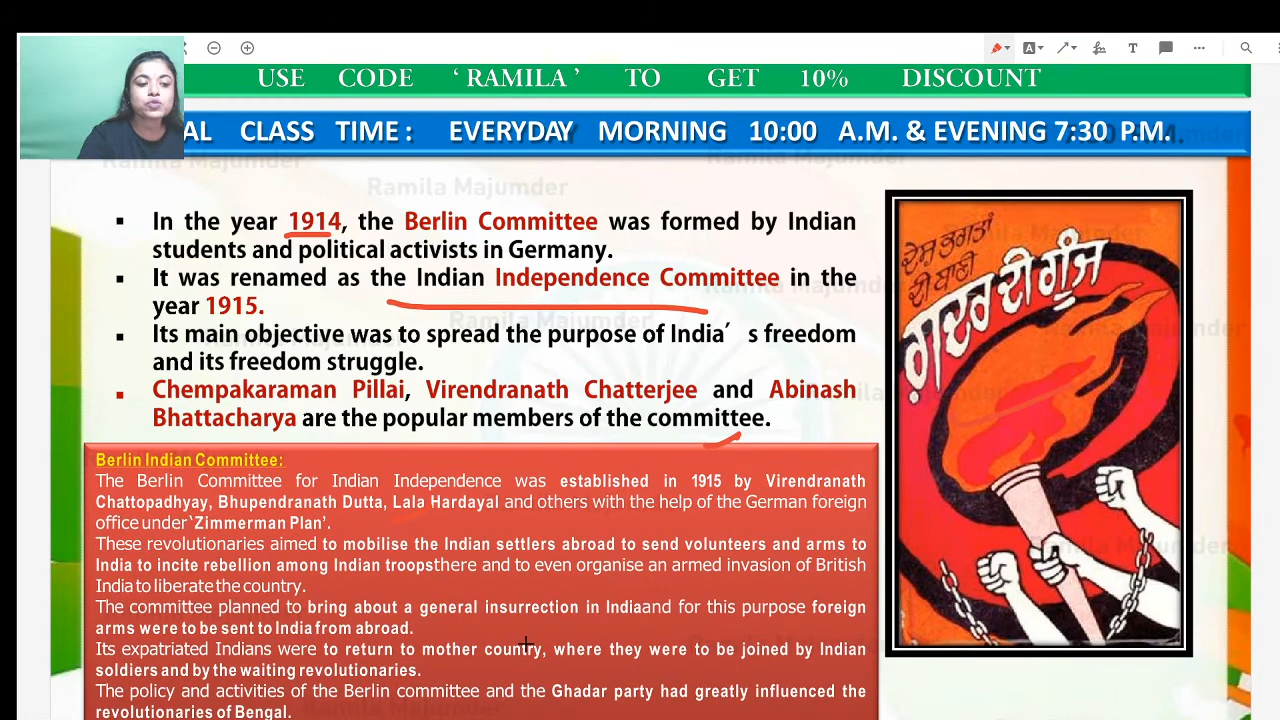 USE CODE ‘ RAMILA ’ TO GET 10% DISCOUNT
AL CLASS TIME : EVERYDAY MORNING 10:00 A.M. & EVENING 7:30 P.M.
Ramila Majumder
Ramila Majumder
Ramila Majumder
▪ In the year 1914, the Berlin Committee was formed by Indian
students and political activists in Germany.
▪ It was renamed as the Indian Independence Committee in the
year 1915.
▪ Its main objective was to spread the purpose of India′ s freedom
and its freedom struggle.
▪ Chempakaraman Pillai, Virendranath Chatterjee and Abinash
Bhattacharya are the popular members of the committee.
Berlin Indian Committee:
The Berlin Committee for Indian Independence was established in 1915 by Virendranath
Chattopadhyay, Bhupendranath Dutta, Lala Hardayal and others with the help of the German foreign
office under‘Zimmerman Plan’.
These revolutionaries aimed to mobilise the Indian settlers abroad to send volunteers and arms to
India to incite rebellion among Indian troopsthere and to even organise an armed invasion of British
India to liberate the country.
The committee planned to bring about a general insurrection in Indiaand for this purpose foreign
arms were to be sent to India from abroad.
Its expatriated Indians were to return to mother country, where they were to be joined by Indian
soldiers and by the waiting revolutionaries.
The policy and activities of the Berlin committee and the Ghadar party had greatly influenced the
revolutionaries of Bengal.
ਦੇਸ਼ ਭਗਤਾਂ
ਦੀ ਬਾਣੀ
ਗ਼ਦਰ ਦੀ ਗੂੰਜ